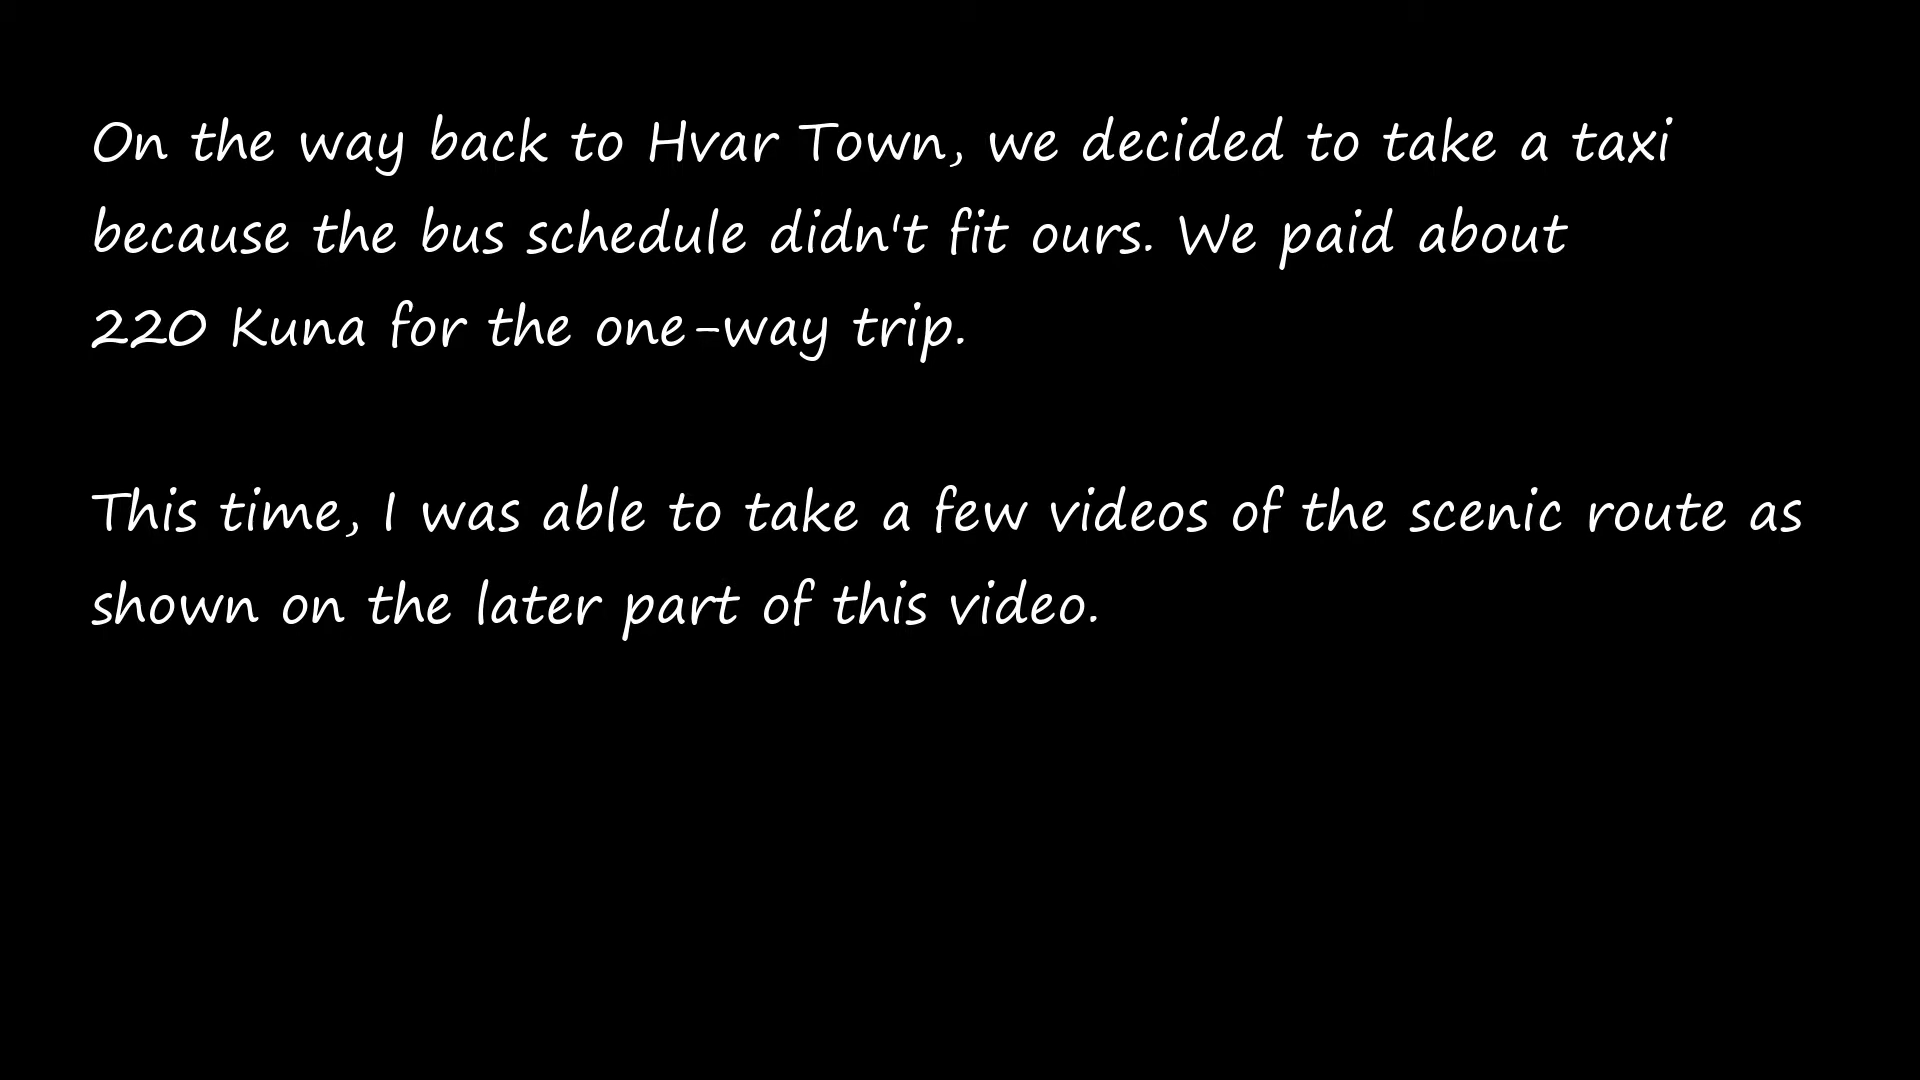 On the way back to Hvar Town, we decided to take a taxi
because the bus schedule didn't fit ours. We paid about
220 Kuna for the one-way trip.
This time, I was able to take a few videos of the scenic route as
shown on the later part of this video.